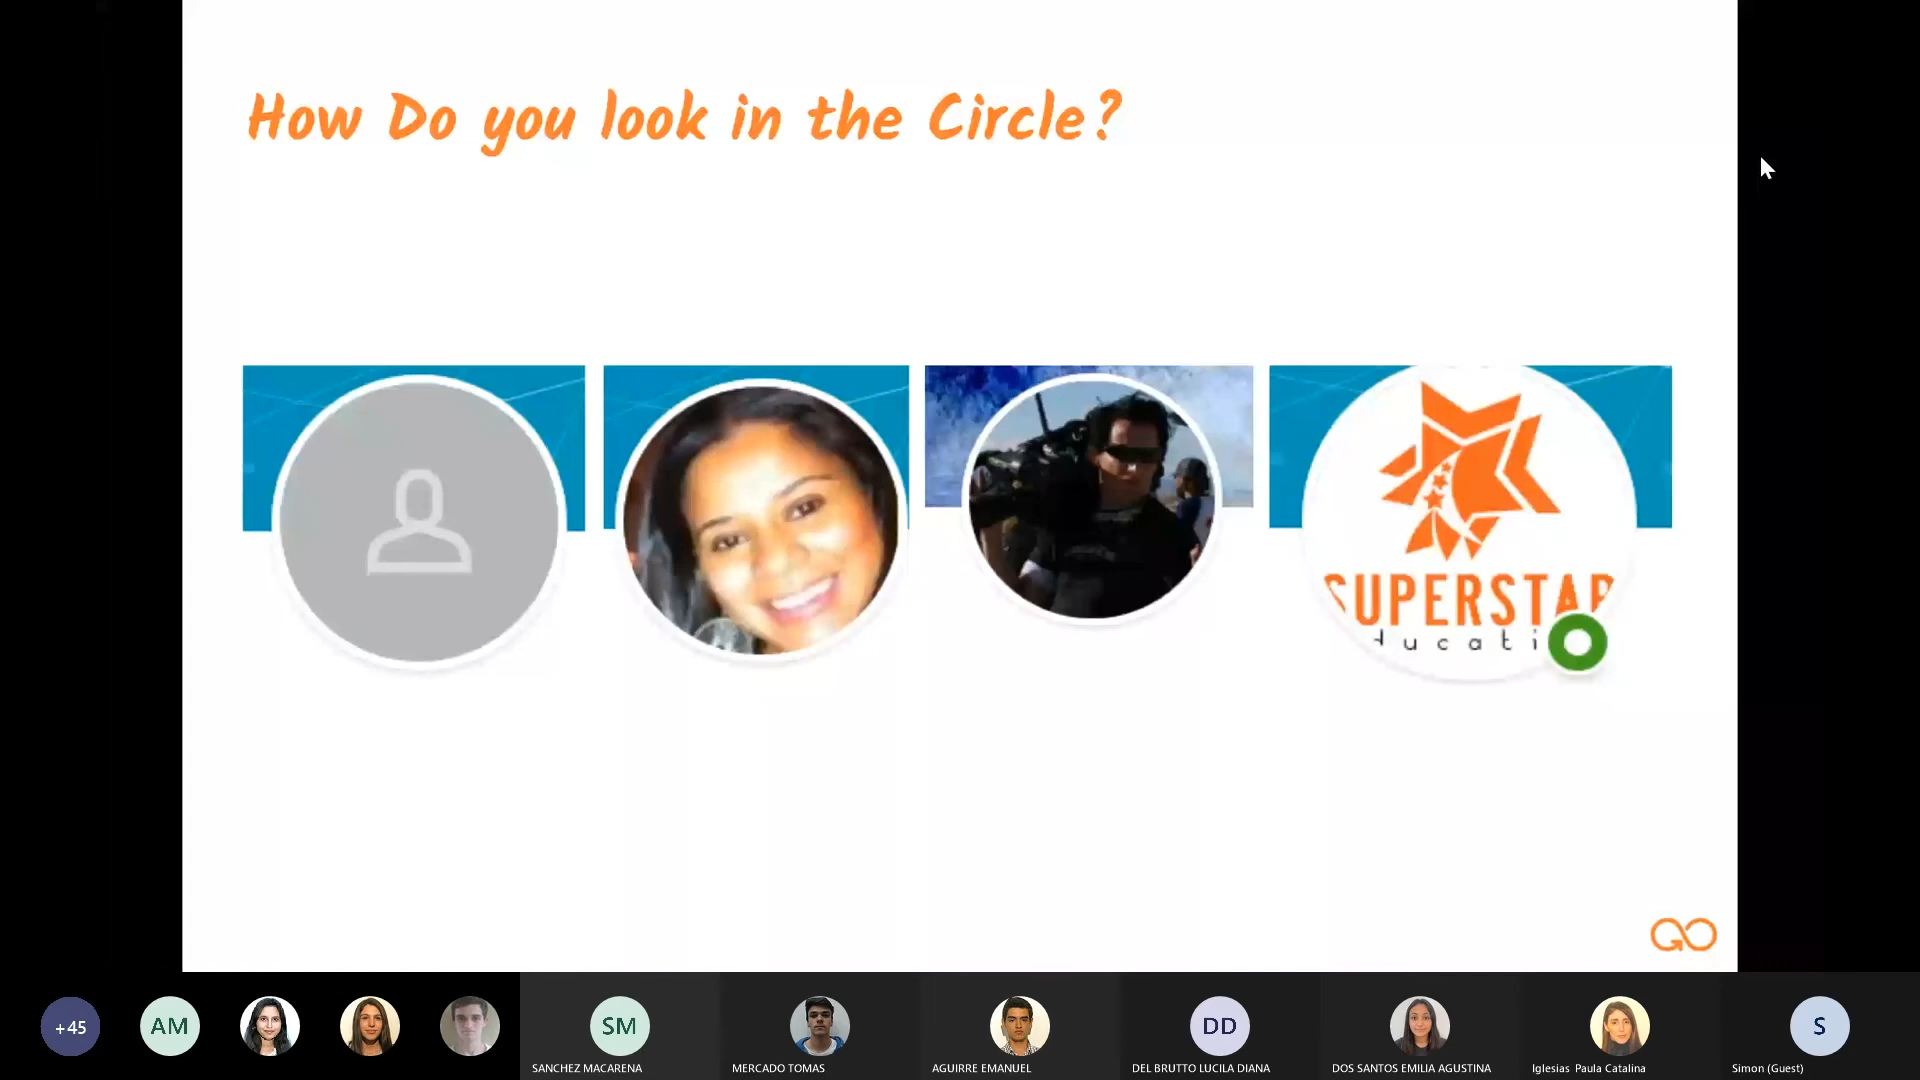 How Do you look in the Circle?
SUPERSTAR
ducati
+45
AM
SM
SANCHEZ MACARENA
MERCADO TOMAS
AGUIRRE EMANUEL
DD
DEL BRUTTO LUCILA DIANA
DOS SANTOS EMILIA AGUSTINA
Iglesias Paula Catalina
S
Simon (Guest)